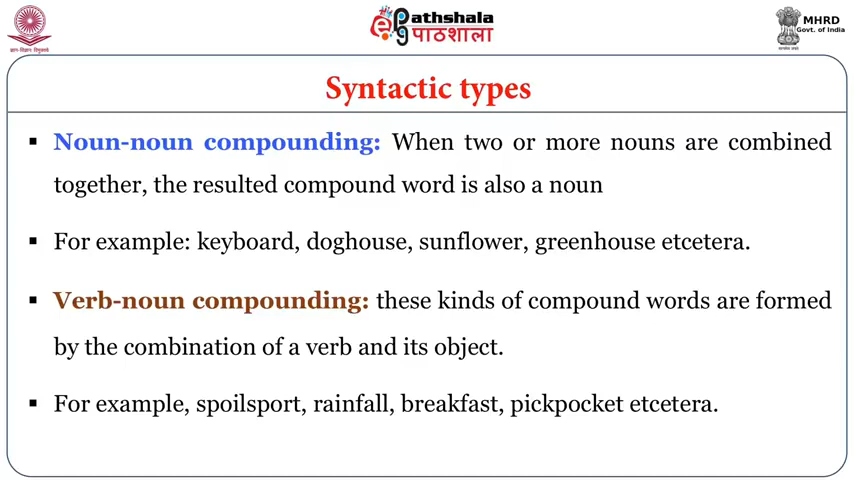 ePgPathshala
पाठशाला
MHRD
Govt. of India
Syntactic types
▪ Noun-noun compounding: When two or more nouns are combined
together, the resulted compound word is also a noun
▪ For example: keyboard, doghouse, sunflower, greenhouse etcetera.
▪ Verb-noun compounding: these kinds of compound words are formed
by the combination of a verb and its object.
▪ For example, spoilsport, rainfall, breakfast, pickpocket etcetera.